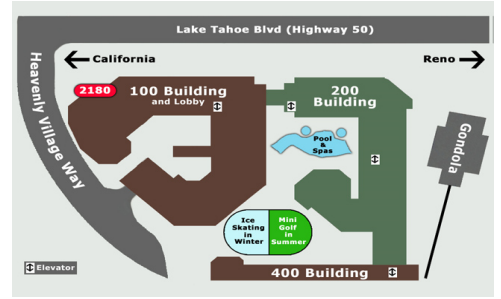 Lake Tahoe Blvd (Highway 50)
California
Reno
Heavenly Village Way
2180
100 Building
and Lobby
200
Building
Gondola
Pool
&
Spas
Ice
Skating
in
Winter
Mini
Golf
in
Summer
Elevator
400 Building